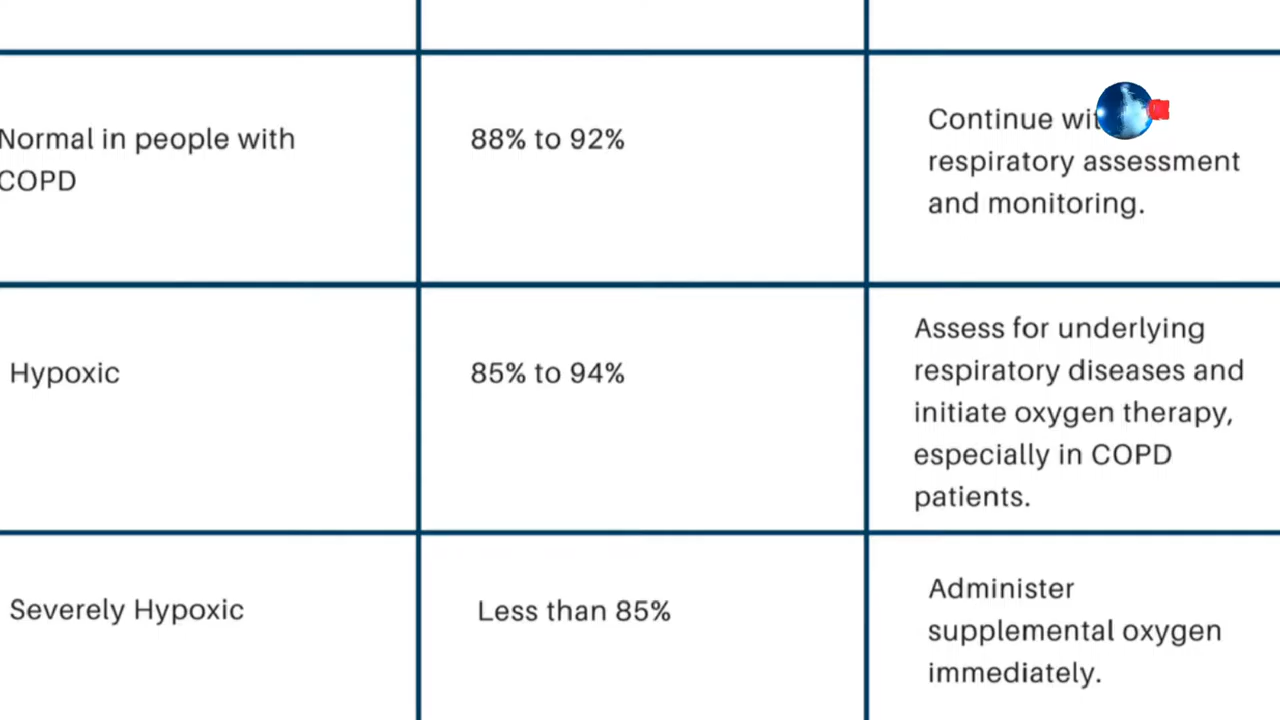 Normal in people with
COPD
88% to 92%
Continue
respiratory assessment
and monitoring.
Hypoxic
85% to 94%
Assess for underlying
respiratory diseases and
initiate oxygen therapy,
especially in COPD
patients.
Severely Hypoxic
Less than 85%
Administer
supplemental oxygen
immediately.